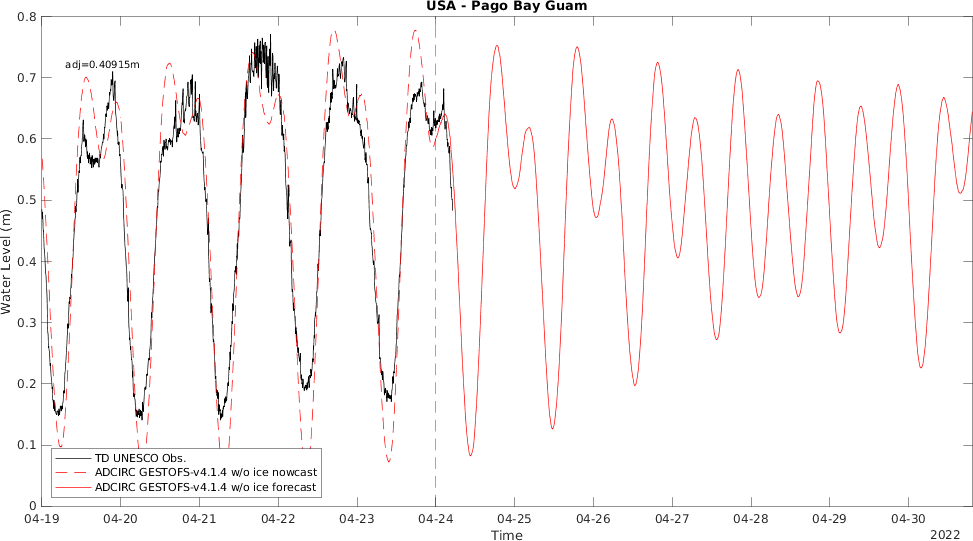 USA - Pago Bay Guam
adj=0.40915m
0.8
0.7
0.6
0.5
0.4
0.3
0.2
0.1
0
Water Level (m)
TD UNESCO Obs.
ADCIRC GESTOFS-v4.1.4 w/o ice nowcast
ADCIRC GESTOFS-v4.1.4 w/o ice forecast
04-19 04-20 04-21 04-22 04-23 04-24 04-25 04-26 04-27 04-28 04-29 04-30
Time
2022